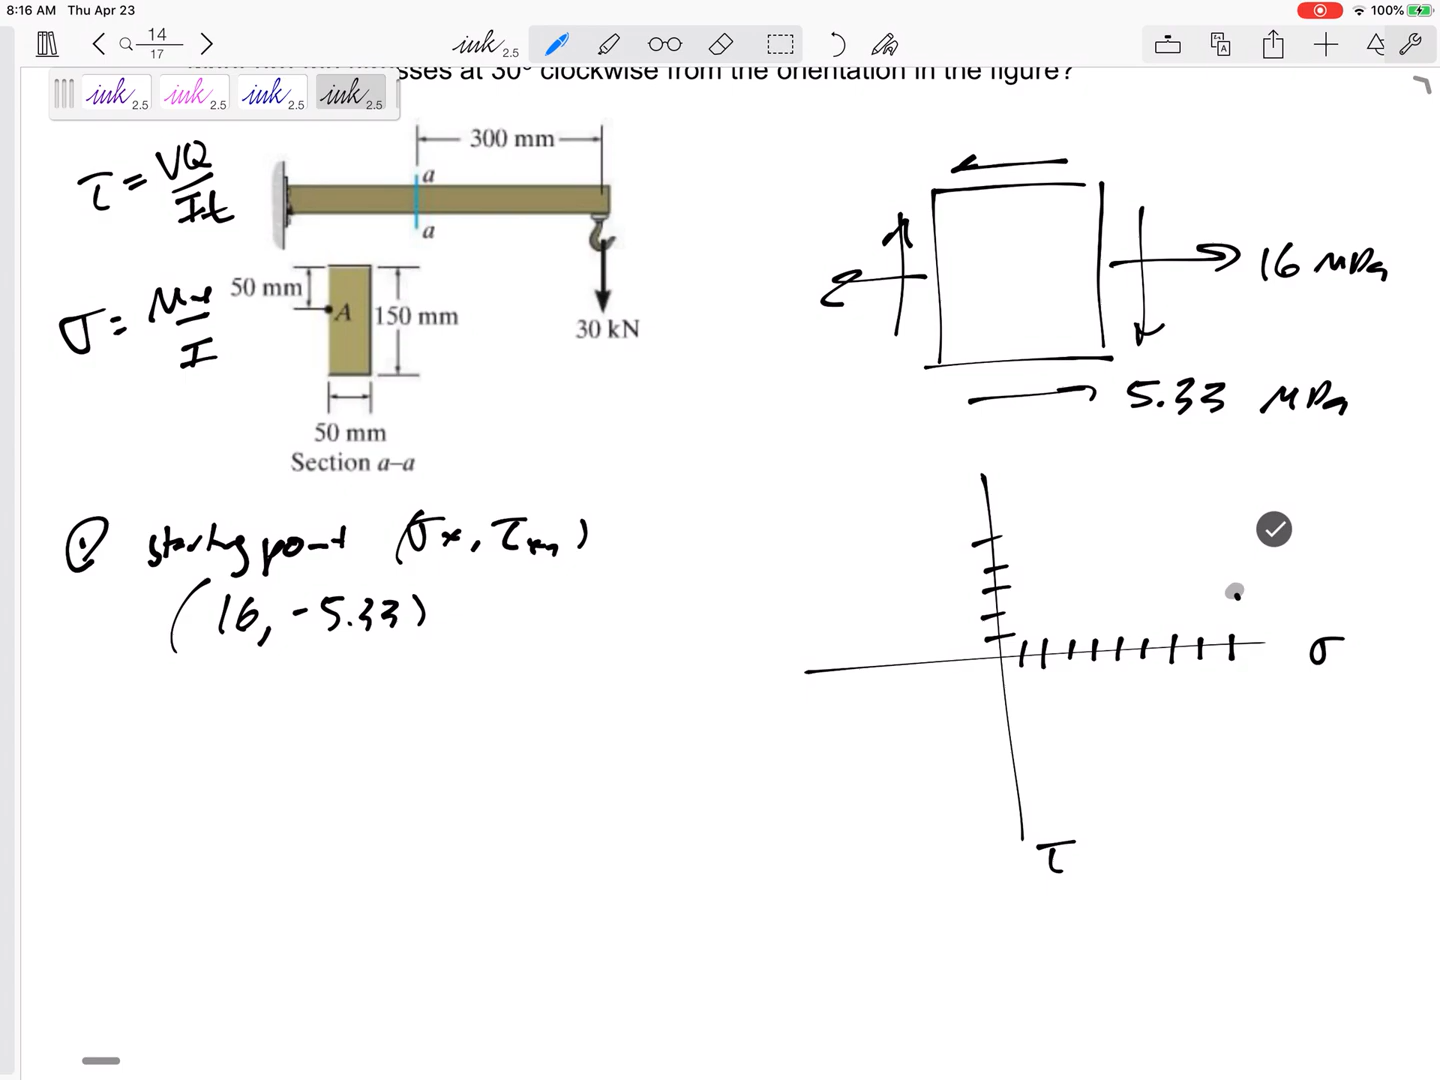 8:16 AM Thu Apr 23
100%
14
17
ink 2.5
ink 2.5
ink 2.5
ink 2.5
ink 2.5
sses at 30° clockwise from the orientation in the figure?
τ = VQ / It
σ = My / I
300 mm
a
a
50 mm
A
150 mm
30 kN
50 mm
Section a–a
16 MPa
5.33 MPa
① starting point (σx, τxy)
(16, -5.33)
σ
τ